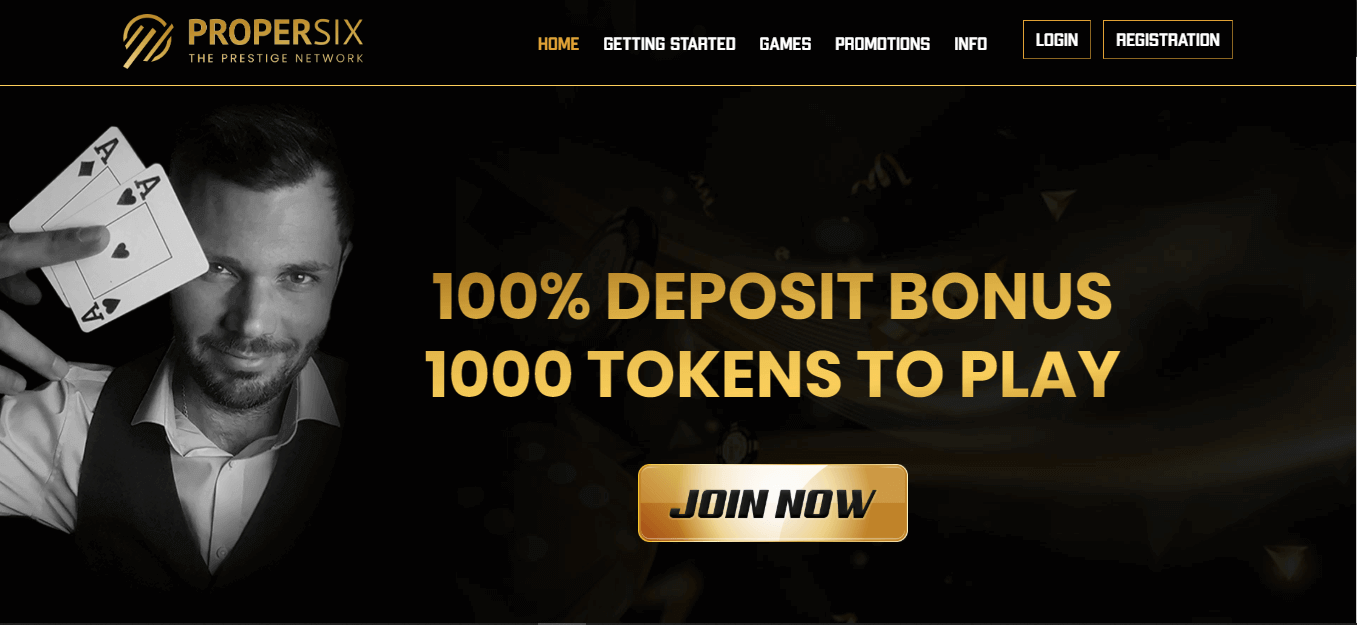 PROPERSIX
THE PRESTIGE NETWORK
HOME GETTING STARTED GAMES PROMOTIONS INFO LOGIN REGISTRATION
A
A
A
100% DEPOSIT BONUS
1000 TOKENS TO PLAY
JOIN NOW